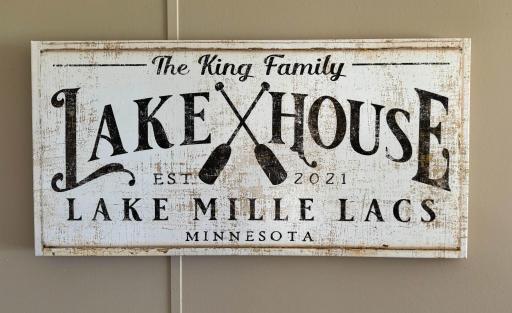 The King Family
LAKE HOUSE
EST. 2021
LAKE MILLE LACS
MINNESOTA